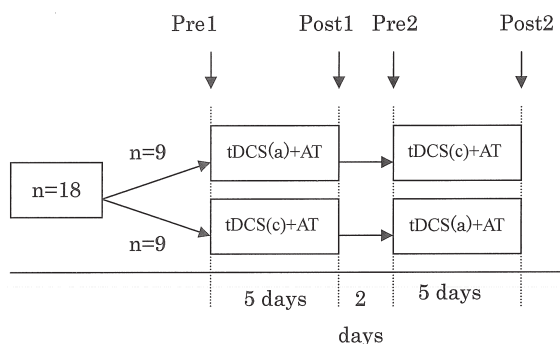 Pre1 Post1 Pre2 Post2
n=9
tDCS(a)+AT tDCS(c)+AT
n=18
tDCS(c)+AT tDCS(a)+AT
n=9
5 days 2 5 days
days